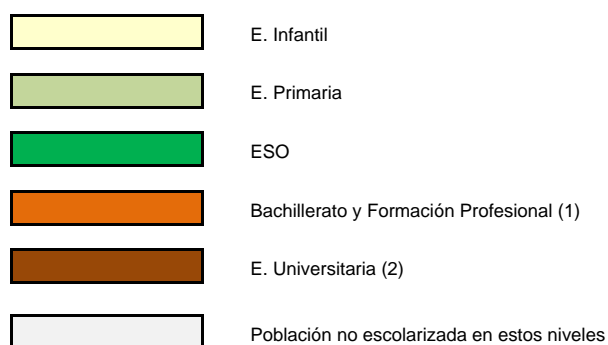 E. Infantil
E. Primaria
ESO
Bachillerato y Formación Profesional (1)
E. Universitaria (2)
Población no escolarizada en estos niveles